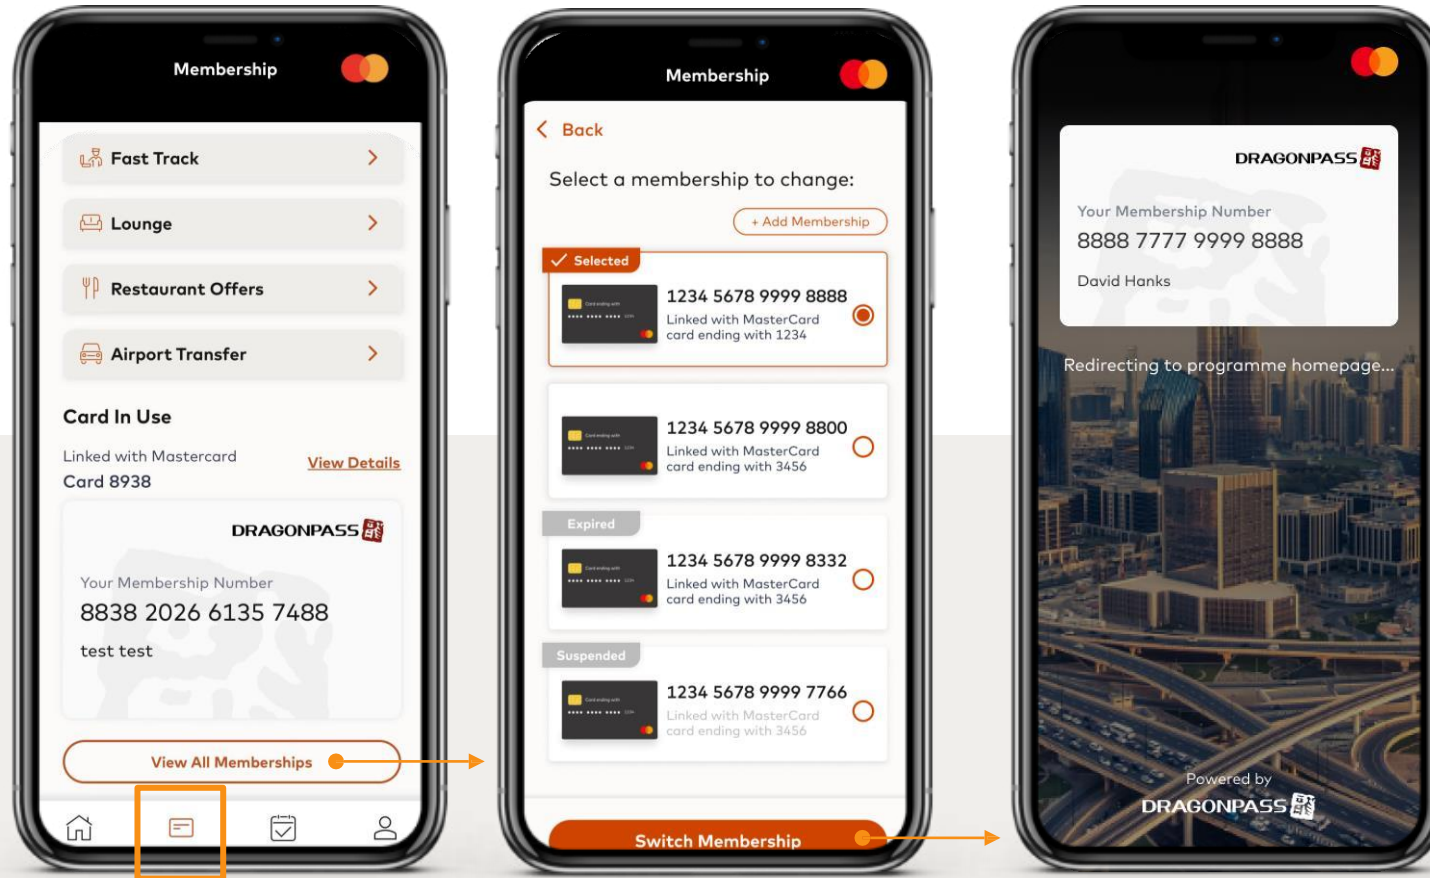 Membership
Fast Track
Lounge
Restaurant Offers
Airport Transfer
Card In Use
Linked with Mastercard
Card 8938
View Details
DRAGONPASS
Your Membership Number
8838 2026 6135 7488
test test
View All Memberships
Membership
Back
Select a membership to change:
+ Add Membership
Selected
1234 5678 9999 8888
Linked with MasterCard
card ending with 1234
1234 5678 9999 8800
Linked with MasterCard
card ending with 3456
Expired
1234 5678 9999 8332
Linked with MasterCard
card ending with 3456
Suspended
1234 5678 9999 7766
Linked with MasterCard
card ending with 3456
Switch Membership
DRAGONPASS
Your Membership Number
8888 7777 9999 8888
David Hanks
Redirecting to programme homepage...
Powered by
DRAGONPASS